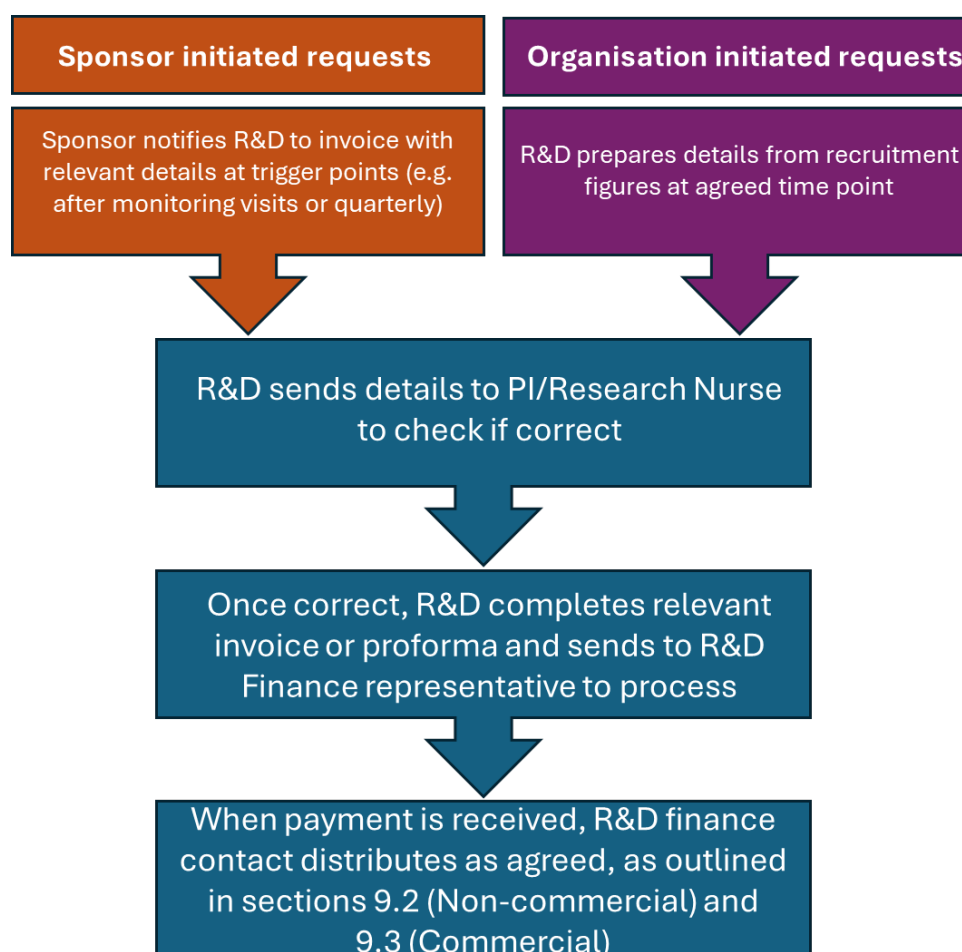 Sponsor initiated requests
Sponsor notifies R&D to invoice with
relevant details at trigger points (e.g.
after monitoring visits or quarterly)
Organisation initiated requests
R&D prepares details from recruitment
figures at agreed time point
R&D sends details to PI/Research Nurse
to check if correct
Once correct, R&D completes relevant
invoice or proforma and sends to R&D
Finance representative to process
When payment is received, R&D finance
contact distributes as agreed, as outlined
in sections 9.2 (Non-commercial) and
9.3 (Commercial)